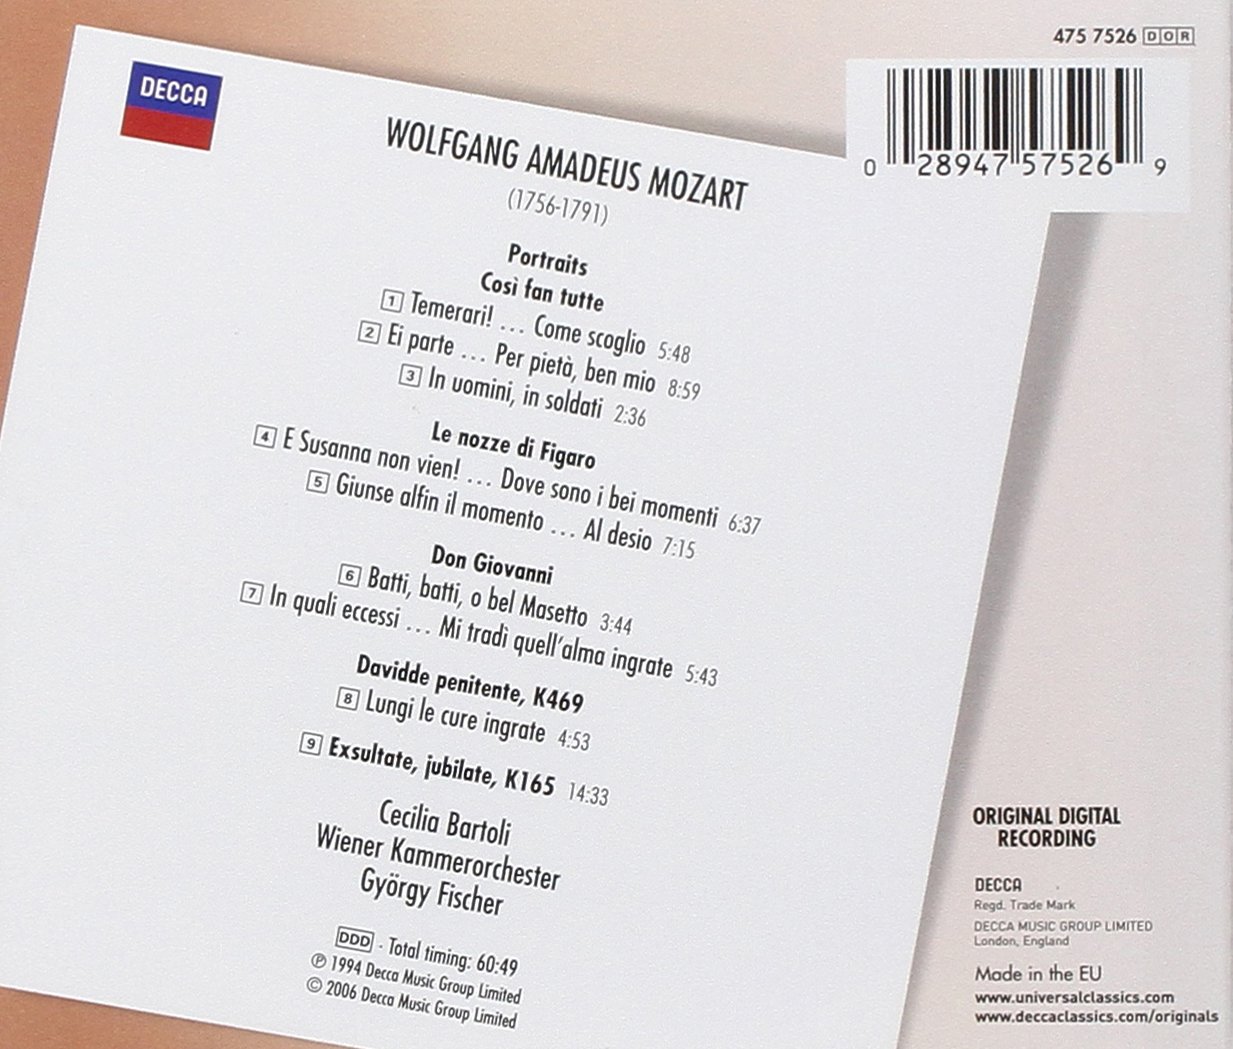 475 7526 DOR
DECCA
0 28947 57526 9
WOLFGANG AMADEUS MOZART
(1756-1791)
Portraits
Così fan tutte
1 Temerari! ... Come scoglio 5:48
2 Ei parte ... Per pietà, ben mio 8:59
3 In uomini, in soldati 2:36
Le nozze di Figaro
4 E Susanna non vien! ... Dove sono i bei momenti 6:37
5 Giunse alfin il momento ... Al desio 7:15
Don Giovanni
6 Batti, batti, o bel Masetto 3:44
7 In quali eccessi ... Mi tradì quell'alma ingrate 5:43
Davidde penitente, K469
8 Lungi le cure ingrate 4:53
9 Exsultate, jubilate, K165 14:33
Cecilia Bartoli
Wiener Kammerorchester
György Fischer
DDD · Total timing: 60:49
℗ 1994 Decca Music Group Limited
© 2006 Decca Music Group Limited
ORIGINAL DIGITAL
RECORDING
DECCA
Regd. Trade Mark
DECCA MUSIC GROUP LIMITED
London, England
Made in the EU
www.universalclassics.com
www.deccaclassics.com/originals